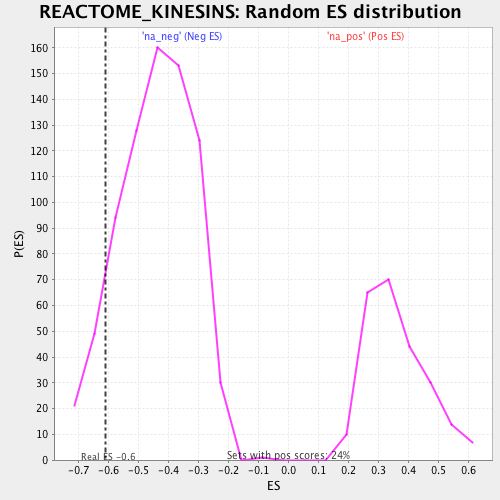 REACTOME_KINESINS: Random ES distribution
'na_neg' (Neg ES) 'na_pos' (Pos ES)
160
150
140
130
120
110
100
90
80
70
60
50
40
30
20
10
0
P(ES)
Real ES -0.6 Sets with pos scores: 24%
-0.7 -0.6 -0.5 -0.4 -0.3 -0.2 -0.1 0.0 0.1 0.2 0.3 0.4 0.5 0.6
ES